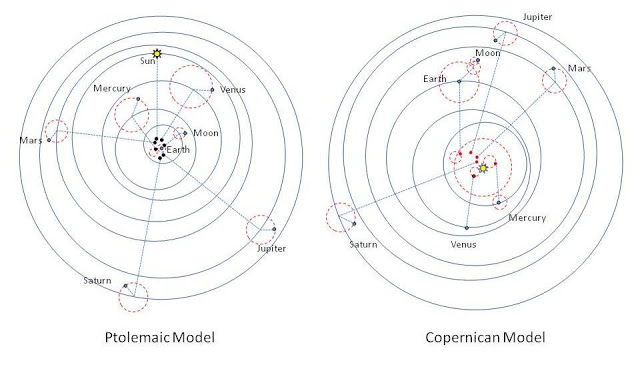 Sun
Mercury
Venus
Mars
Moon
Earth
Jupiter
Saturn
Ptolemaic Model
Jupiter
Moon
Mars
Earth
Mercury
Saturn
Venus
Copernican Model